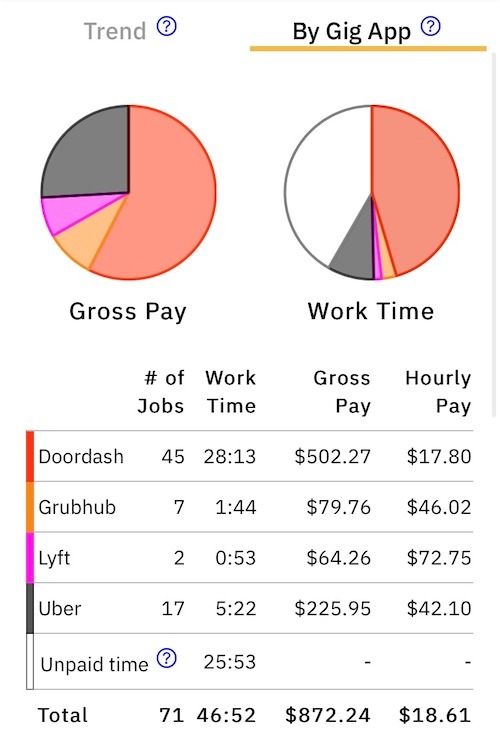 Trend ?
By Gig App ?
Gross Pay
Work Time
# of Jobs Work Time Gross Pay Hourly Pay
Doordash 45 28:13 $502.27 $17.80
Grubhub 7 1:44 $79.76 $46.02
Lyft 2 0:53 $64.26 $72.75
Uber 17 5:22 $225.95 $42.10
Unpaid time ? 25:53 - -
Total 71 46:52 $872.24 $18.61